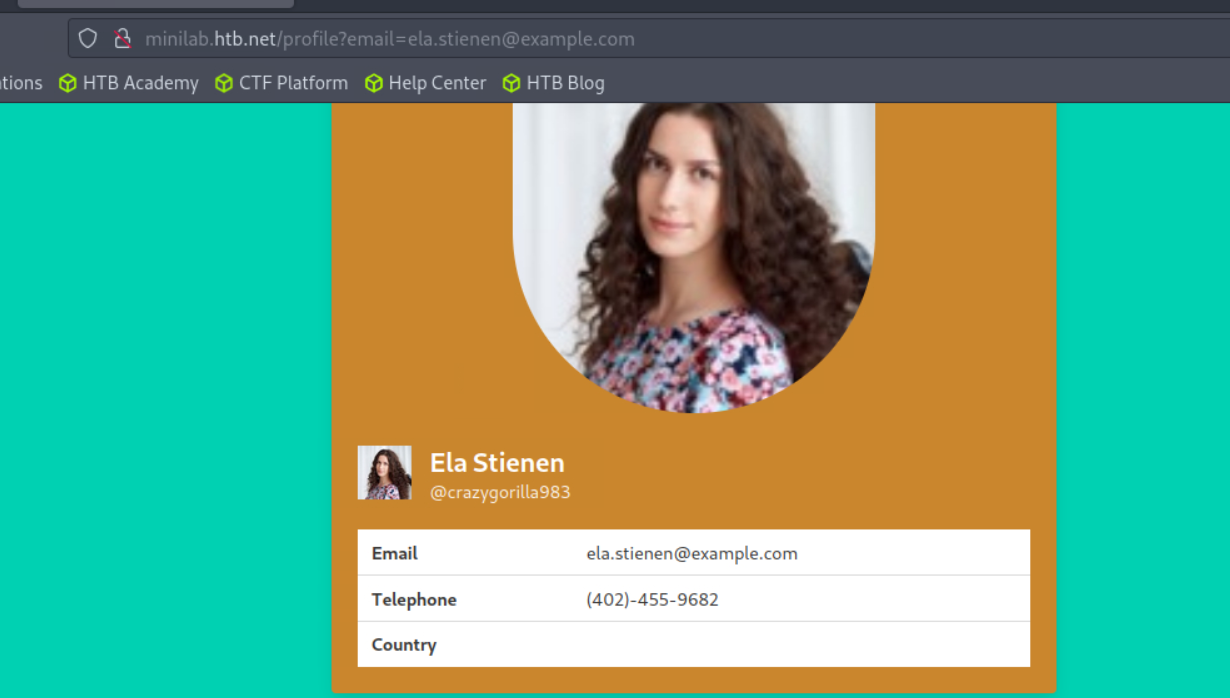 minilab.htb.net/profile?email=ela.stienen@example.com
tions HTB Academy CTF Platform Help Center HTB Blog
Ela Stienen
@crazygorilla983
Email ela.stienen@example.com
Telephone (402)-455-9682
Country